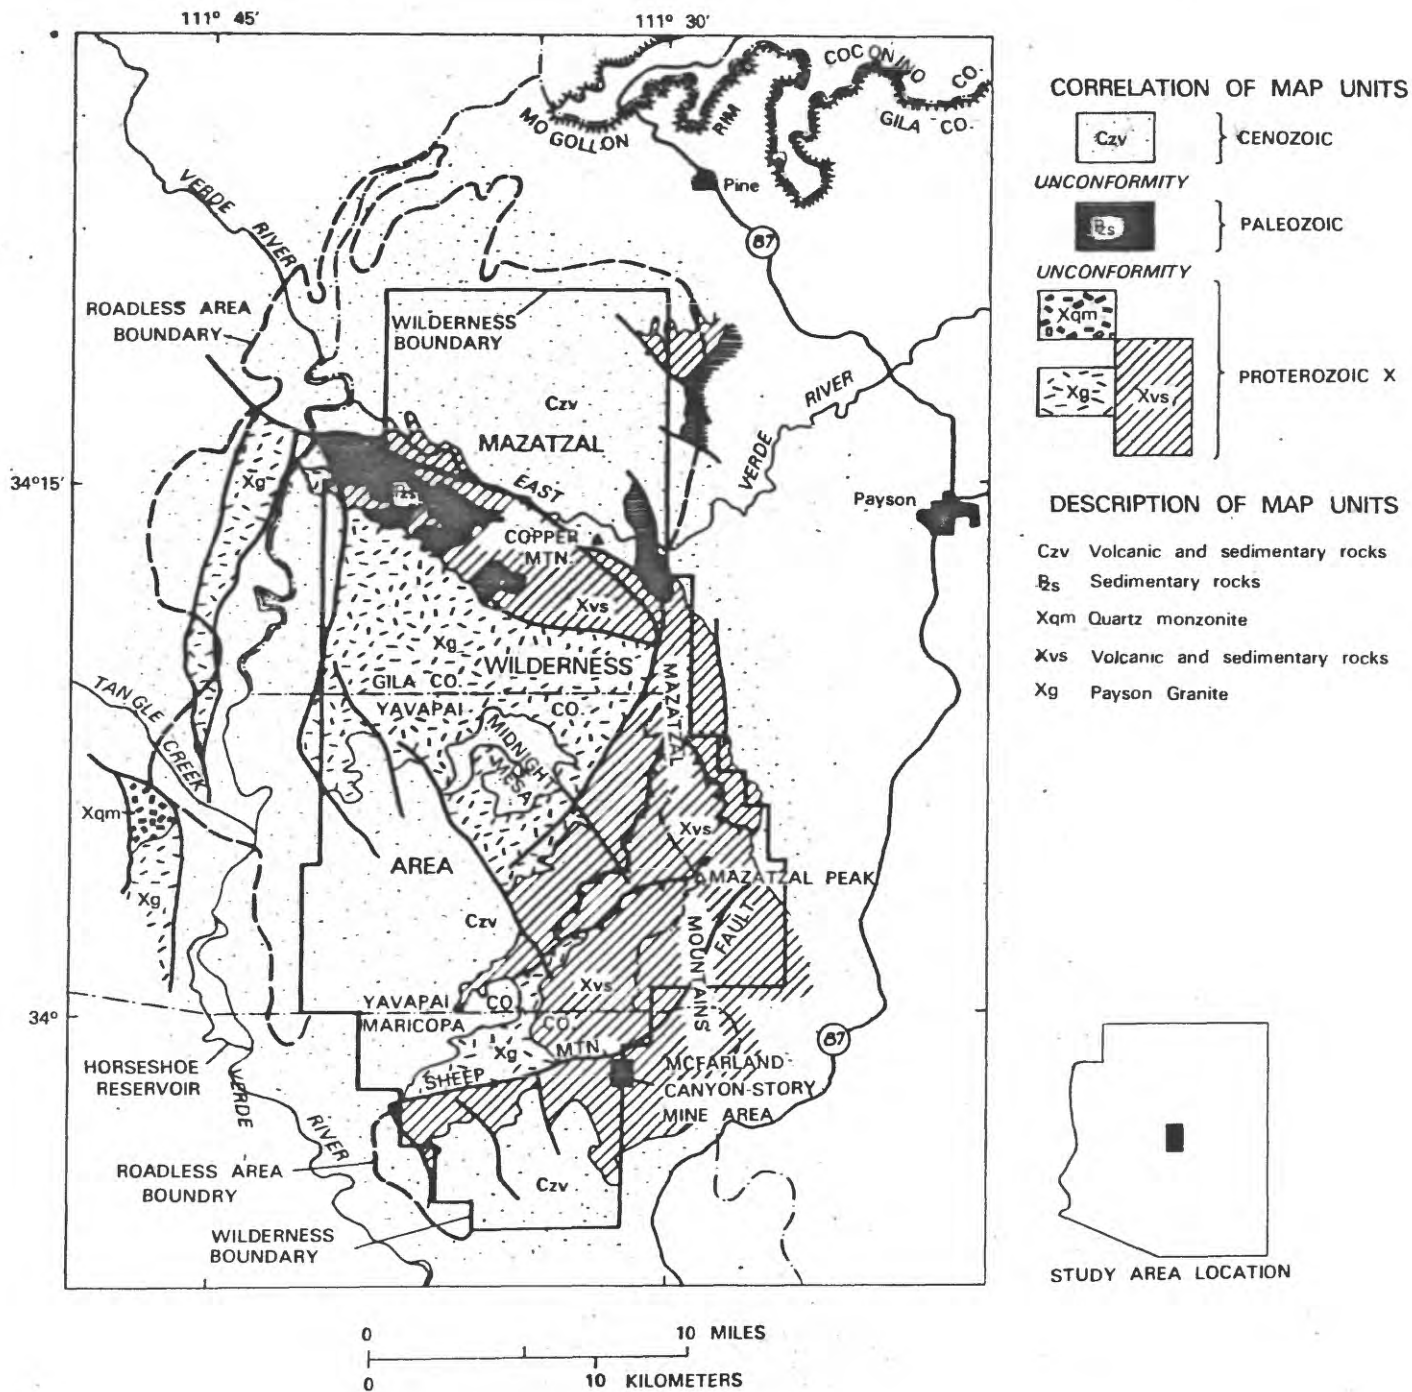 111° 45'
111° 30'
COCONINO CO.
GILA CO.
MOGOLLON RIM
Pine
87
VERDE RIVER
ROADLESS AREA
BOUNDARY
WILDERNESS
BOUNDARY
Czv
MAZATZAL
RIVER
VERDE
EAST
34°15'
Xg
Pzs
Payson
COPPER
MTN.
Xvs
Xg
WILDERNESS
GILA CO.
YAVAPAI CO.
MAZATZAL
TANGLE
CREEK
MIDNIGHT
MESA
Xqm
Xvs
AREA
MAZATZAL PEAK
Xg
Czv
FAULT
MOUNTAINS
Xvs
YAVAPAI CO.
MARICOPA CO.
34°
87
Xg
MTN
SHEEP
HORSESHOE
RESERVOIR
VERDE
RIVER
MCFARLAND
CANYON-STORY
MINE AREA
ROADLESS AREA
BOUNDRY
Czv
WILDERNESS
BOUNDARY
0 10 MILES
0 10 KILOMETERS
CORRELATION OF MAP UNITS
Czv CENOZOIC
UNCONFORMITY
Pzs PALEOZOIC
UNCONFORMITY
Xqm
PROTEROZOIC X
Xg Xvs
DESCRIPTION OF MAP UNITS
Czv Volcanic and sedimentary rocks
Pzs Sedimentary rocks
Xqm Quartz monzonite
Xvs Volcanic and sedimentary rocks
Xg Payson Granite
STUDY AREA LOCATION